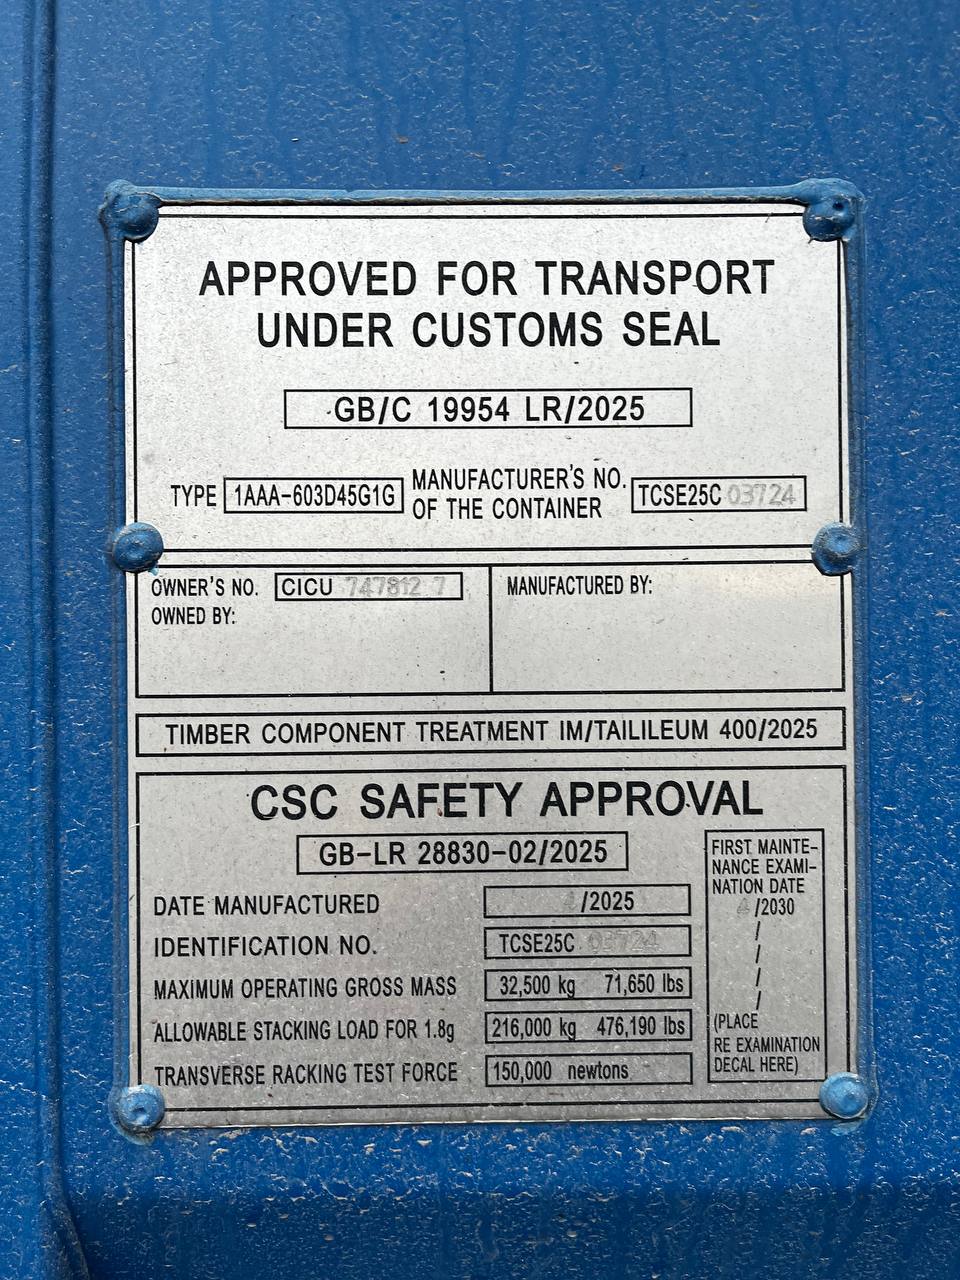 APPROVED FOR TRANSPORT
UNDER CUSTOMS SEAL
GB/C 19954 LR/2025
TYPE 1AAA-603D45G1G MANUFACTURER'S NO. OF THE CONTAINER TCSE25C 03724
OWNER'S NO. CICU 747812 7
OWNED BY:
MANUFACTURED BY:
TIMBER COMPONENT TREATMENT IM/TAILILEUM 400/2025
CSC SAFETY APPROVAL
GB-LR 28830-02/2025
DATE MANUFACTURED 4/2025
IDENTIFICATION NO. TCSE25C 03724
MAXIMUM OPERATING GROSS MASS 32,500 kg 71,650 lbs
ALLOWABLE STACKING LOAD FOR 1.8g 216,000 kg 476,190 lbs
TRANSVERSE RACKING TEST FORCE 150,000 newtons
FIRST MAINTE-
NANCE EXAMI-
NATION DATE
4/2030
/
/
/
/
(PLACE
RE EXAMINATION
DECAL HERE)